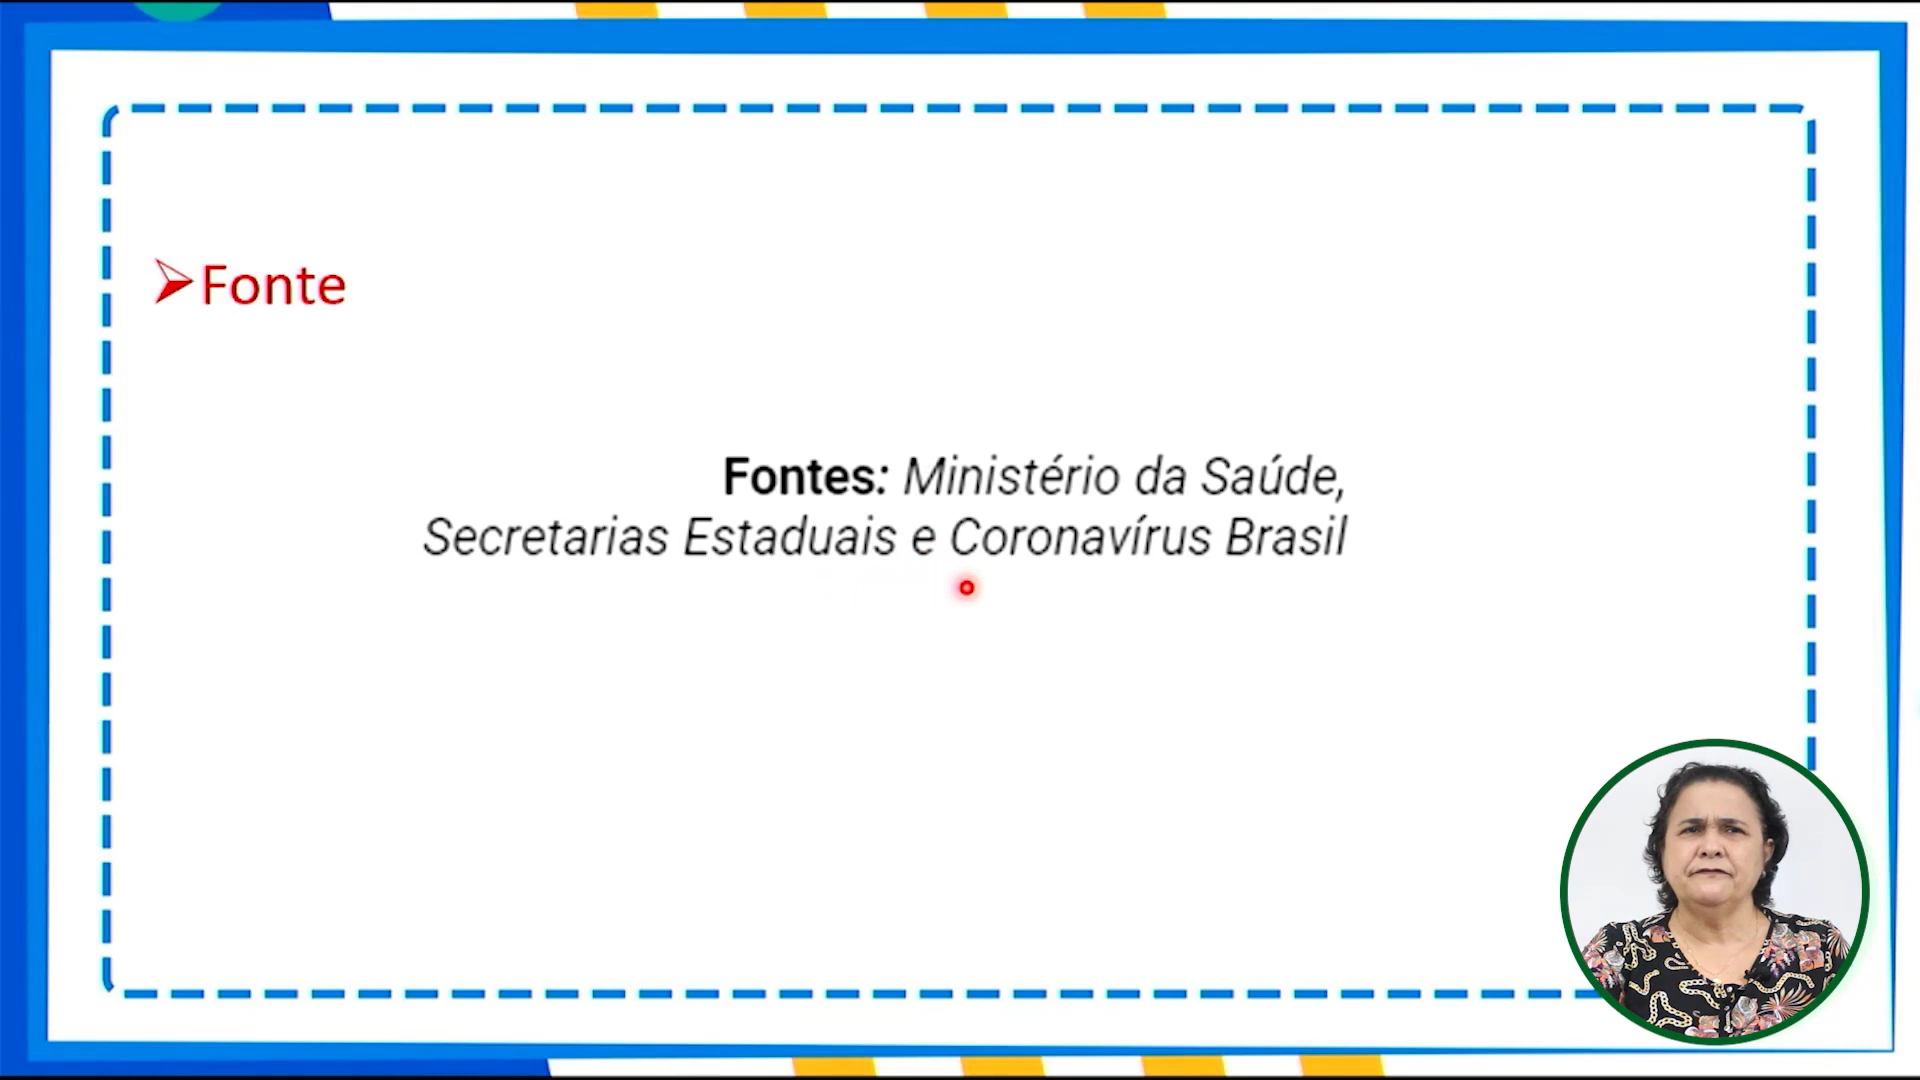 Fonte
Fontes: Ministério da Saúde,
Secretarias Estaduais e Coronavírus Brasil